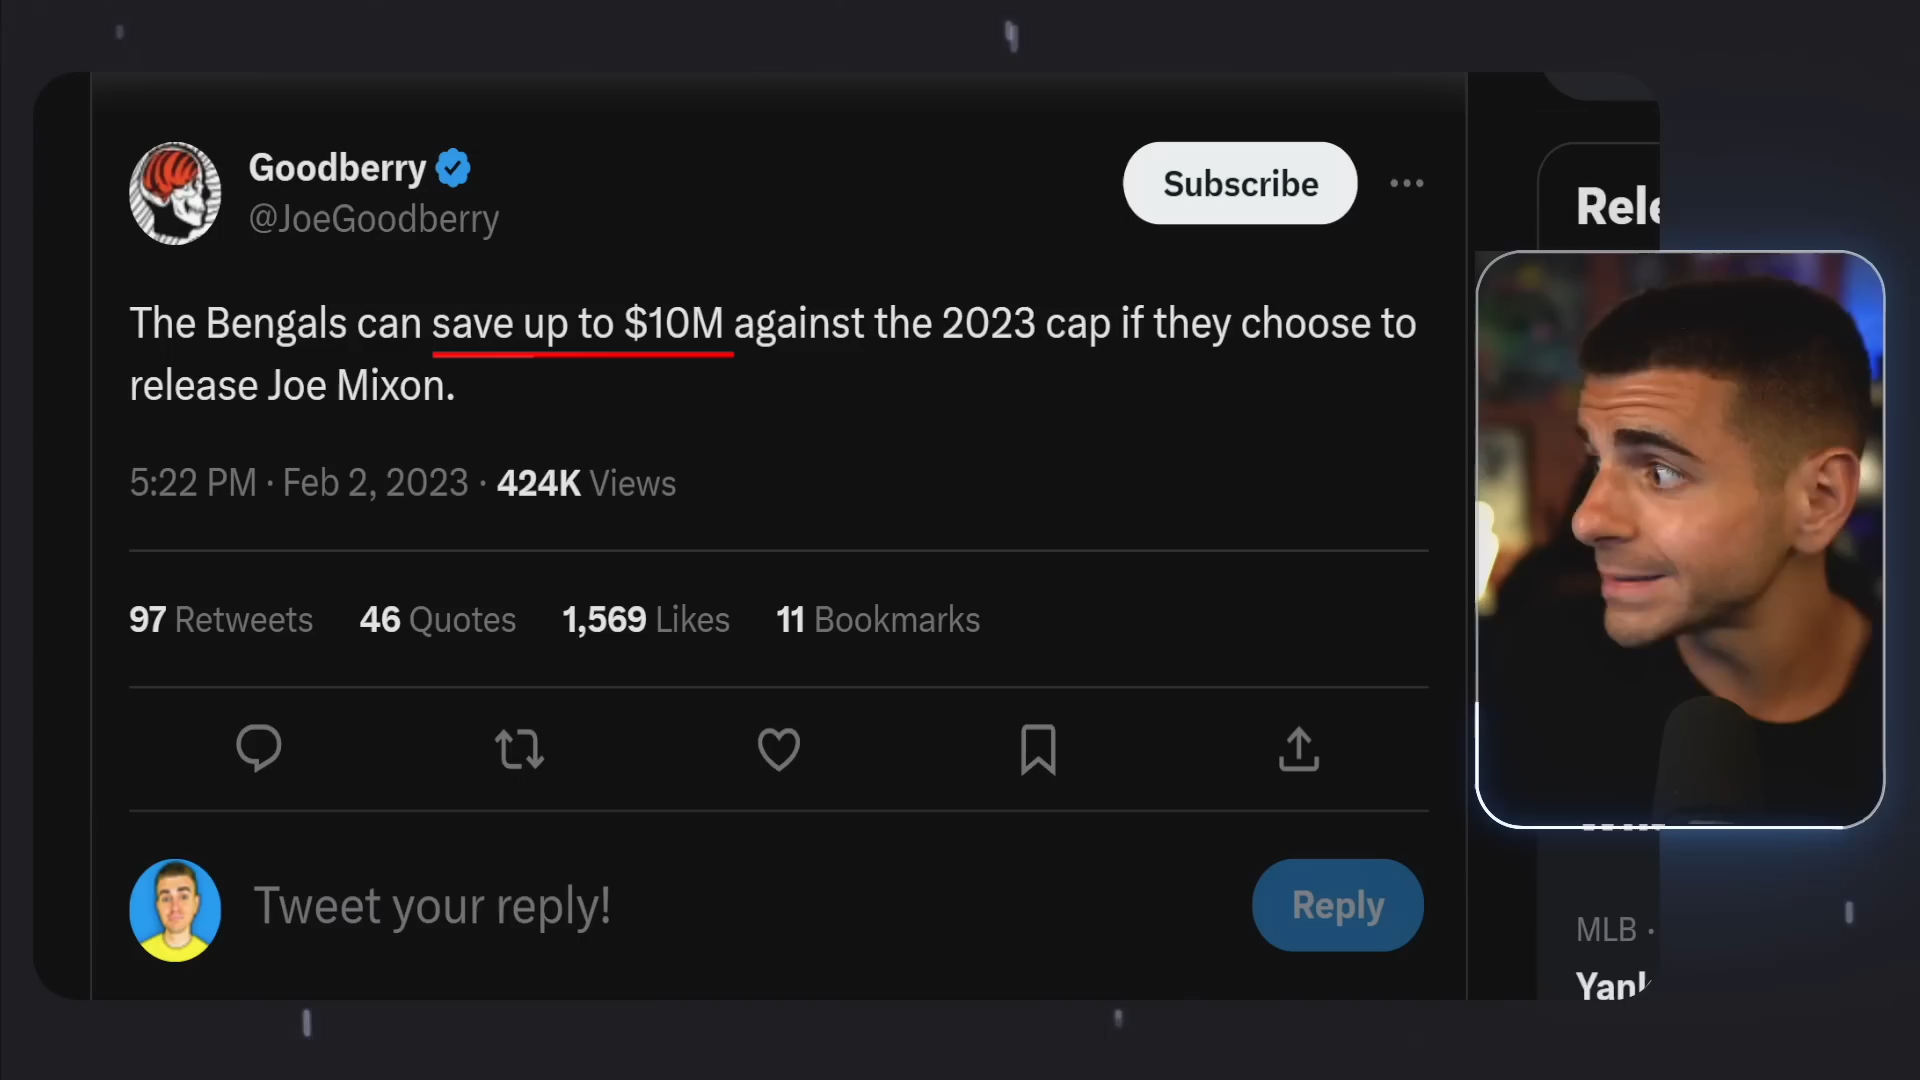 Goodberry
@JoeGoodberry
Subscribe
The Bengals can save up to $10M against the 2023 cap if they choose to
release Joe Mixon.
5:22 PM · Feb 2, 2023 · 424K Views
97 Retweets 46 Quotes 1,569 Likes 11 Bookmarks
Tweet your reply!
Reply
Rele
MLB ·
Yank